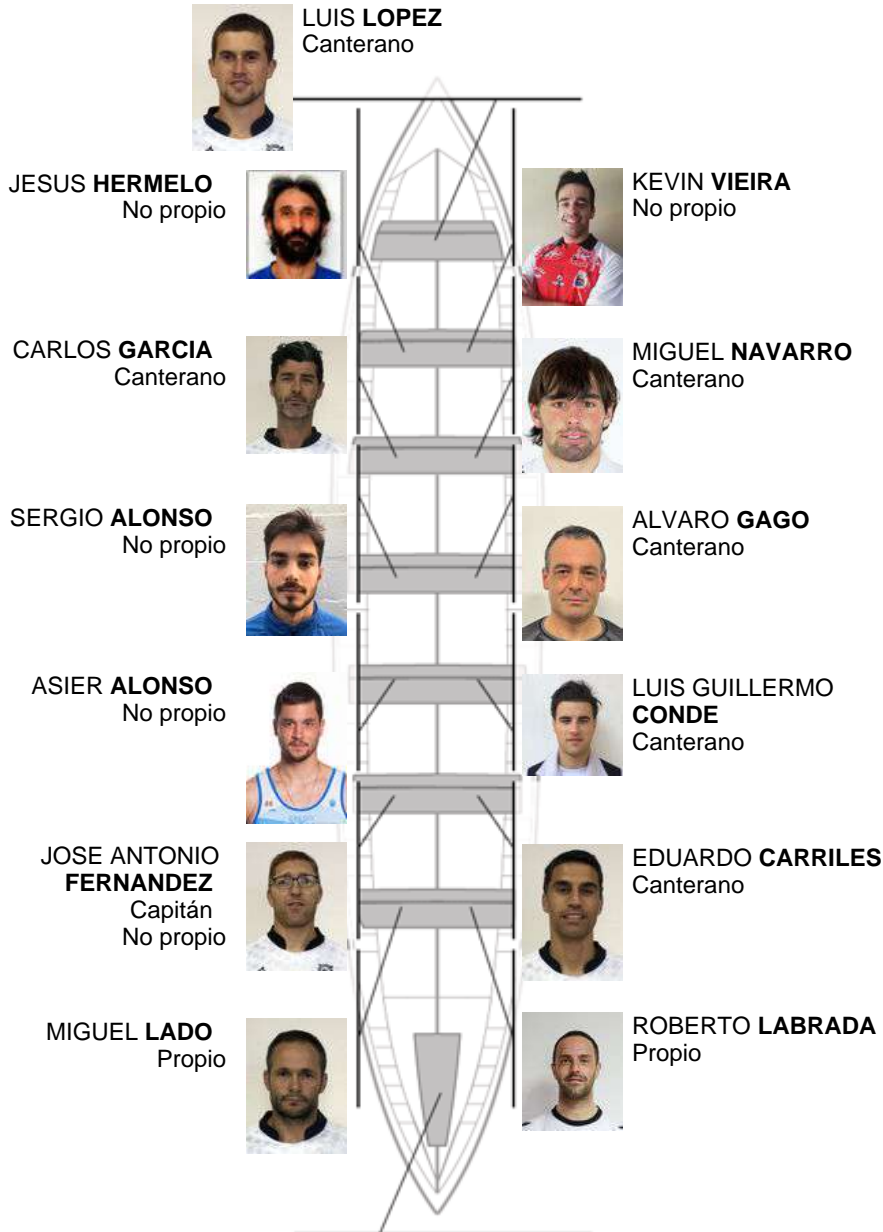 LUIS LOPEZ
Canterano
JESUS HERMELO
No propio
KEVIN VIEIRA
No propio
CARLOS GARCIA
Canterano
MIGUEL NAVARRO
Canterano
SERGIO ALONSO
No propio
ALVARO GAGO
Canterano
ASIER ALONSO
No propio
LUIS GUILLERMO
CONDE
Canterano
JOSE ANTONIO
FERNANDEZ
Capitán
No propio
EDUARDO CARRILES
Canterano
MIGUEL LADO
Propio
ROBERTO LABRADA
Propio